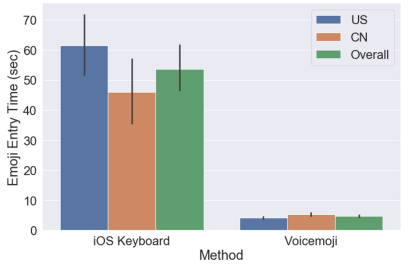 Emoji Entry Time (sec)
70
60
50
40
30
20
10
0
US
CN
Overall
iOS Keyboard
Voicemoji
Method